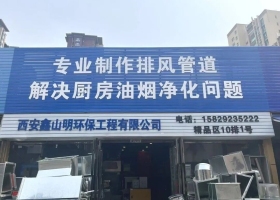 专业制作排风管道
解决厨房油烟净化问题
西安鑫山明环保工程有限公司
电话：15829235222
精品区10排1号